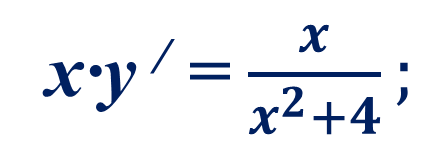 x·y ′ = x / (x² + 4) ;